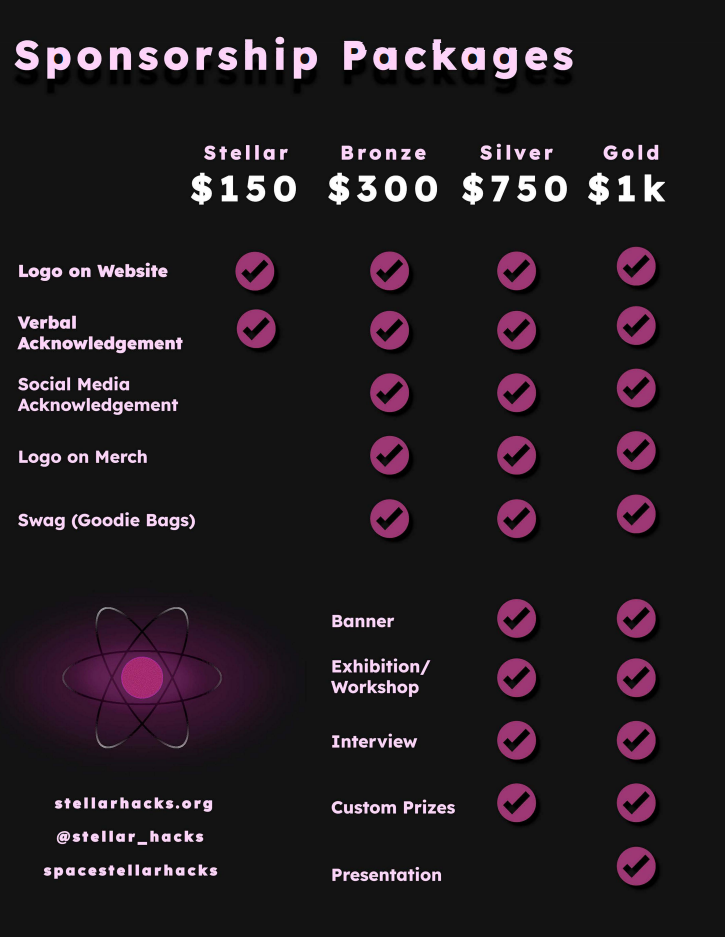 Sponsorship Packages
Stellar Bronze Silver Gold
$150 $300 $750 $1k
Logo on Website
Verbal
Acknowledgement
Social Media
Acknowledgement
Logo on Merch
Swag (Goodie Bags)
Banner
Exhibition/
Workshop
Interview
Custom Prizes
Presentation
stellarhacks.org
@stellar_hacks
spacestellarhacks